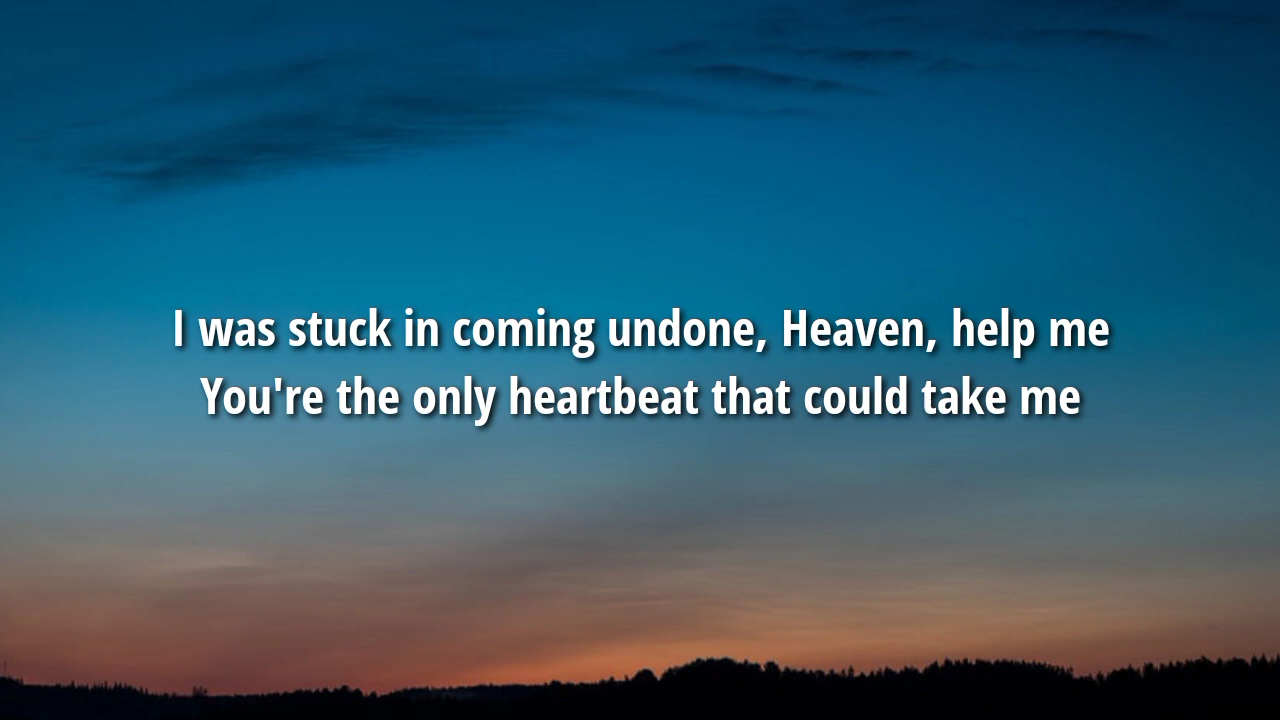 I was stuck in coming undone, Heaven, help me
You're the only heartbeat that could take me